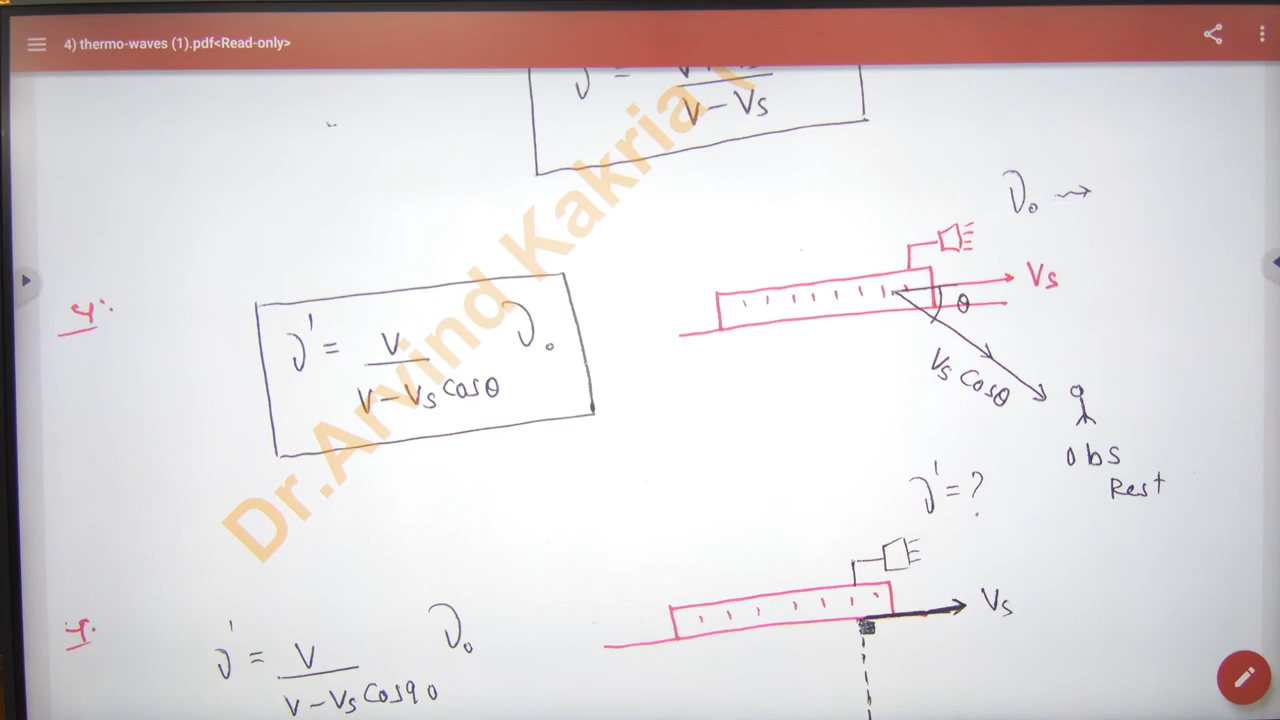 4) thermo-waves (1).pdf<Read-only>
V - Vs
ν₀
Vs
4:
ν' = V / V - Vs cosθ ν₀
θ
Vs cosθ
obs
Rest
ν' = ?
Vs
ν' = V / V - Vs cos90 ν₀
Dr.Arvind Kakria